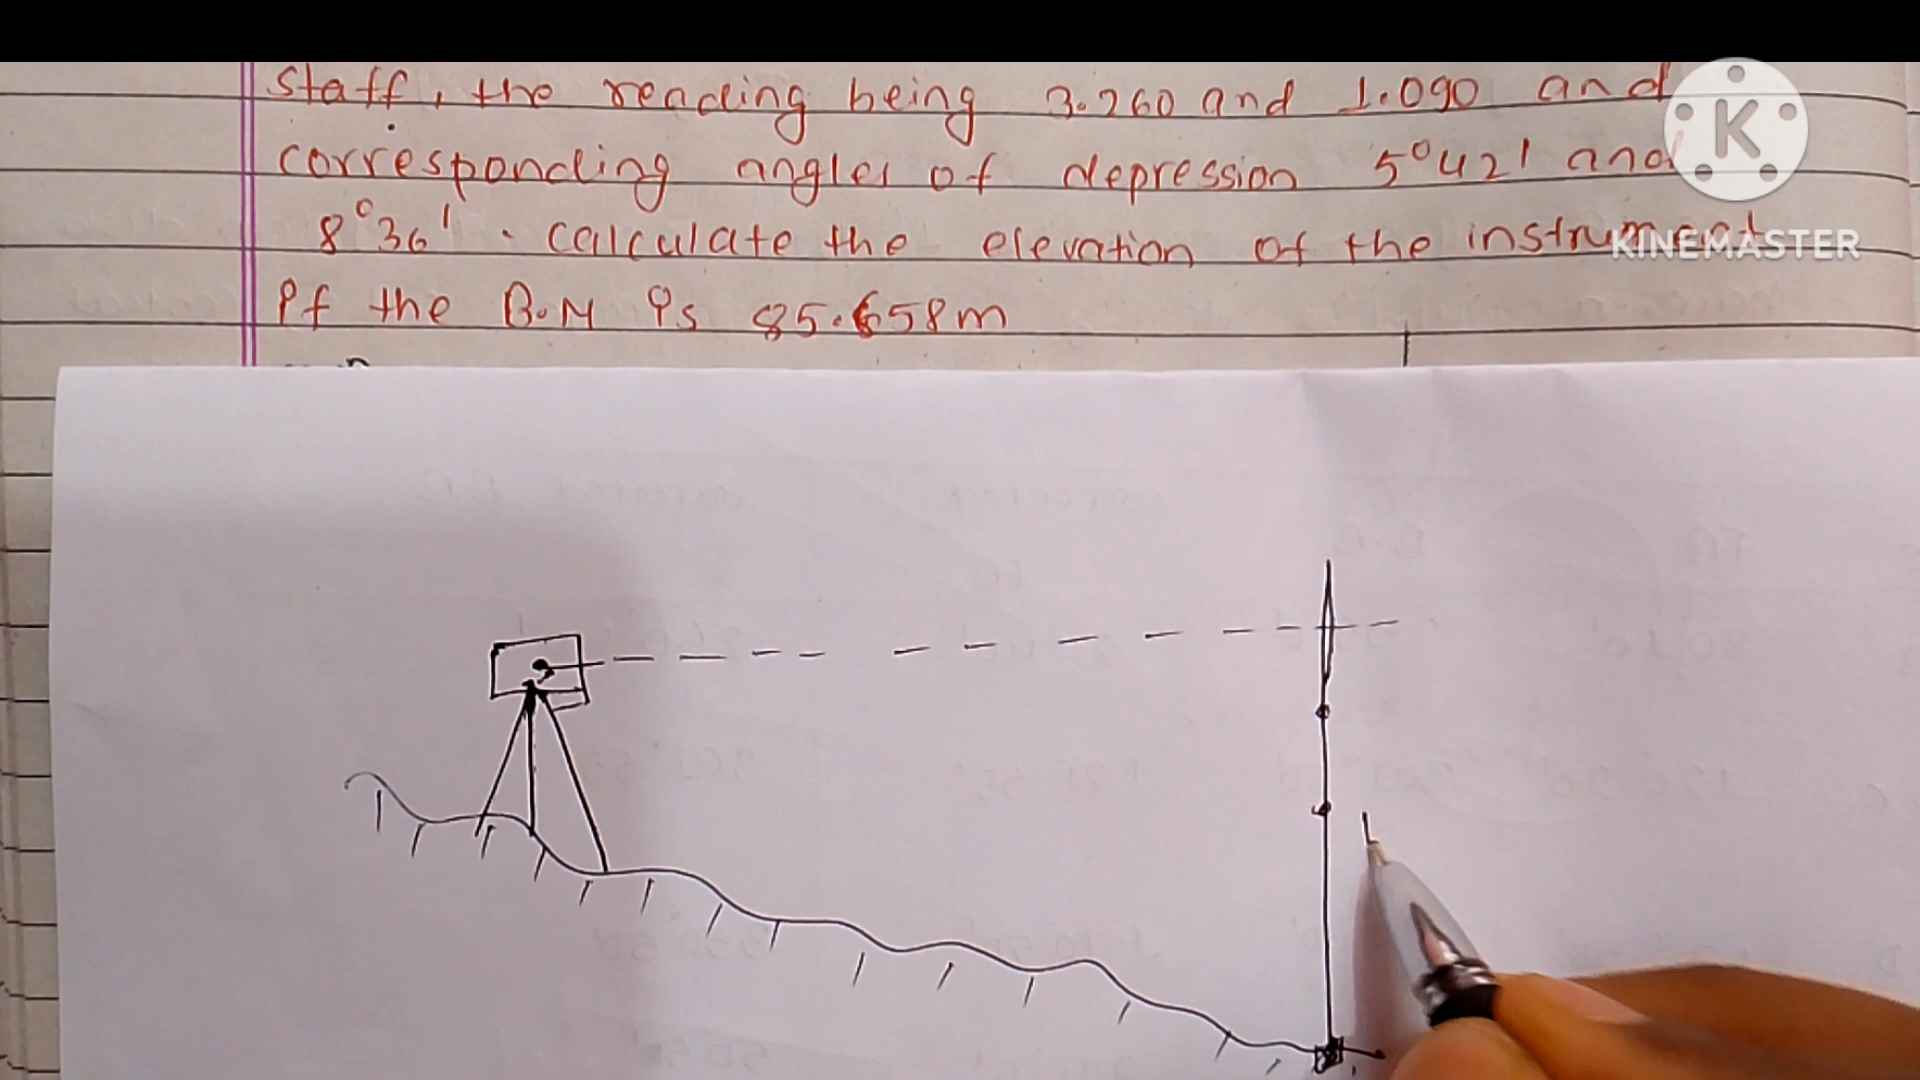 staff, the reading being 3.260 and 1.090 and
corresponding angles of depression 5°42' and
8°36'. calculate the elevation of the instrument
If the B.M Is 85.658m
K
KINEMASTER